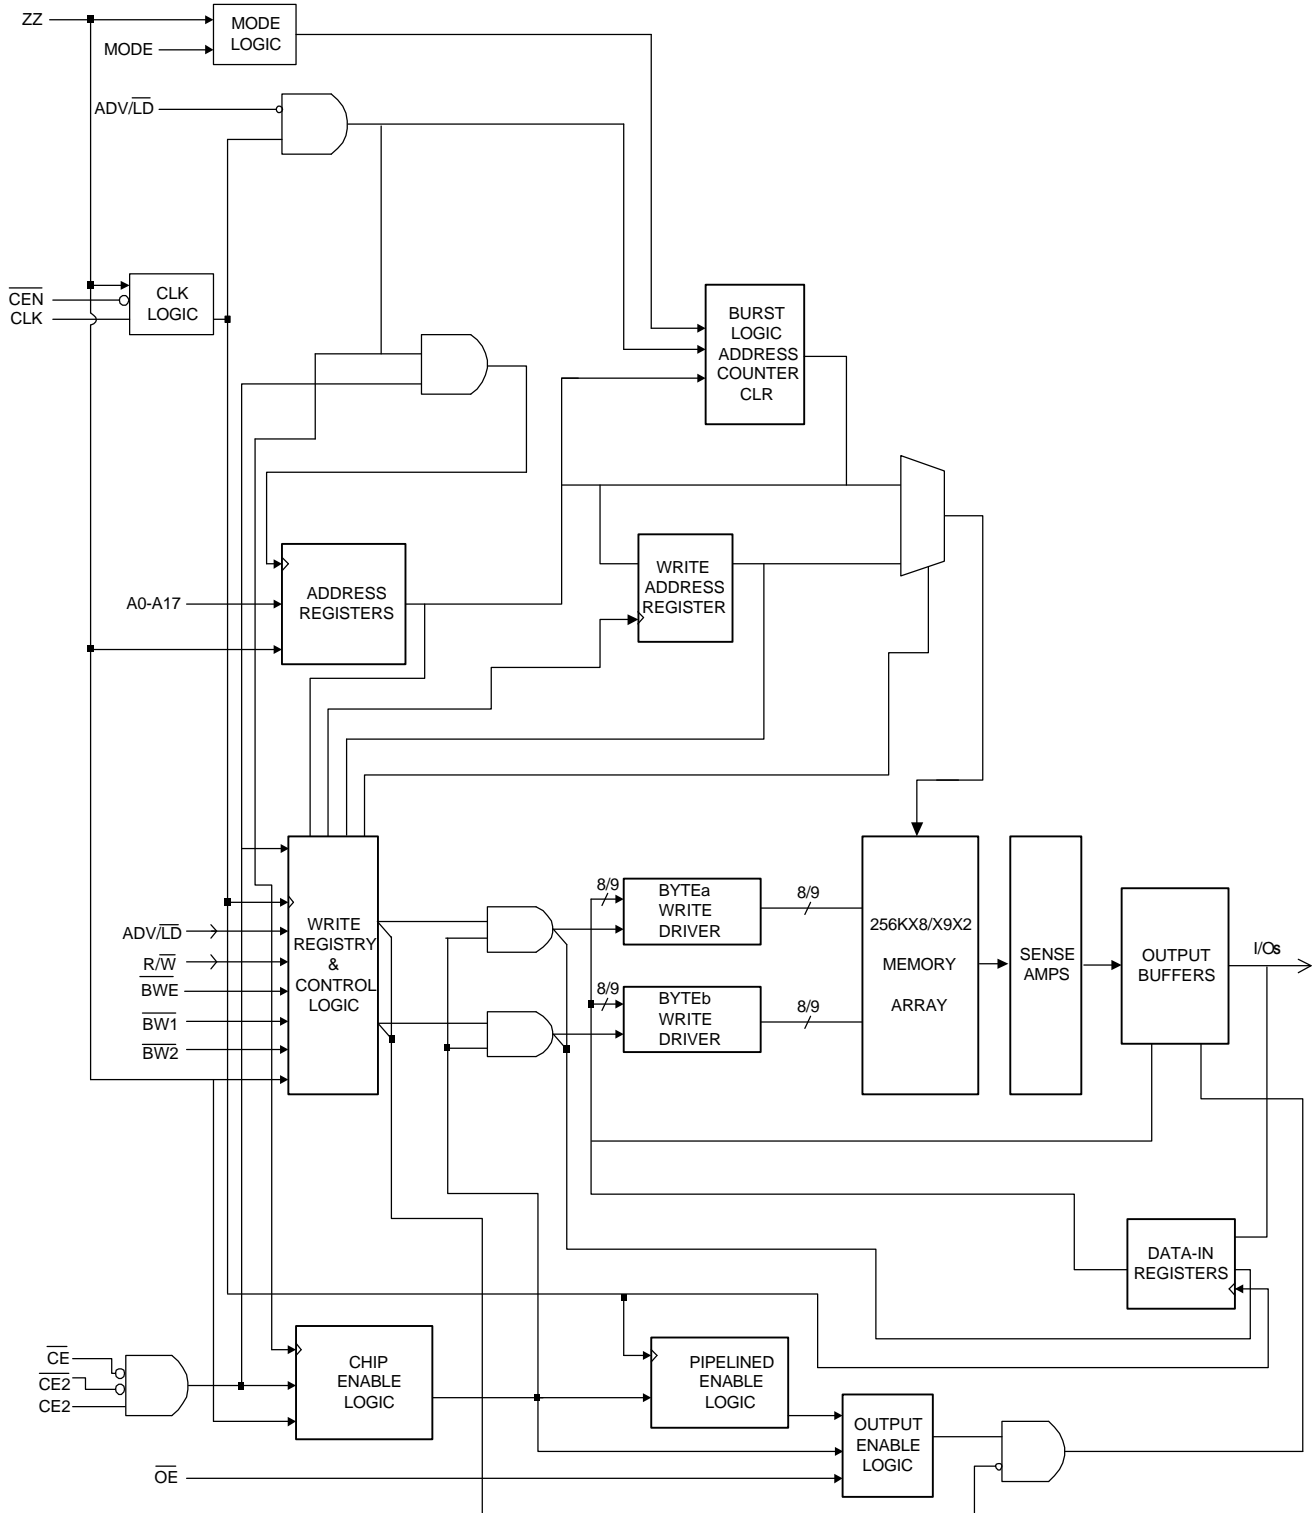 ZZ
MODE
LOGIC
MODE
ADV/LD
CEN
CLK
CLK
LOGIC
BURST
LOGIC
ADDRESS
COUNTER
CLR
WRITE
ADDRESS
REGISTER
ADDRESS
REGISTERS
A0-A17
ADV/LD
R/W
BWE
BW1
BW2
WRITE
REGISTRY
&
CONTROL
LOGIC
8/9
BYTEa
WRITE
DRIVER
8/9
8/9
BYTEb
WRITE
DRIVER
8/9
256KX8/X9X2
MEMORY
ARRAY
SENSE
AMPS
OUTPUT
BUFFERS
I/Os
DATA-IN
REGISTERS
CE
CE2
CE2
CHIP
ENABLE
LOGIC
PIPELINED
ENABLE
LOGIC
OUTPUT
ENABLE
LOGIC
OE